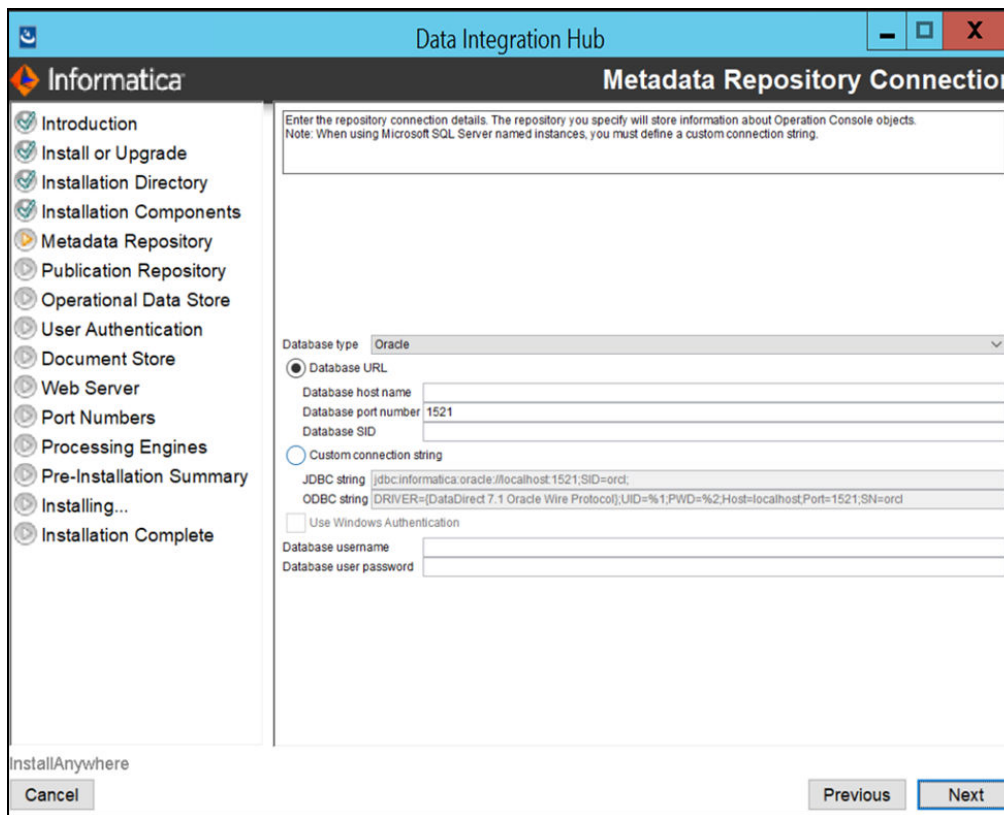 Data Integration Hub
Informatica
Metadata Repository Connection
Introduction
Install or Upgrade
Installation Directory
Installation Components
Metadata Repository
Publication Repository
Operational Data Store
User Authentication
Document Store
Web Server
Port Numbers
Processing Engines
Pre-Installation Summary
Installing...
Installation Complete
Enter the repository connection details. The repository you specify will store information about Operation Console objects.
Note: When using Microsoft SQL Server named instances, you must define a custom connection string.
Database type Oracle
Database URL
Database host name
Database port number 1521
Database SID
Custom connection string
JDBC string jdbc:informatica:oracle://localhost:1521;SID=orcl;
ODBC string DRIVER={DataDirect 7.1 Oracle Wire Protocol};UID=%1;PWD=%2;Host=localhost;Port=1521;SN=orcl
Use Windows Authentication
Database username
Database user password
InstallAnywhere
Cancel Previous Next